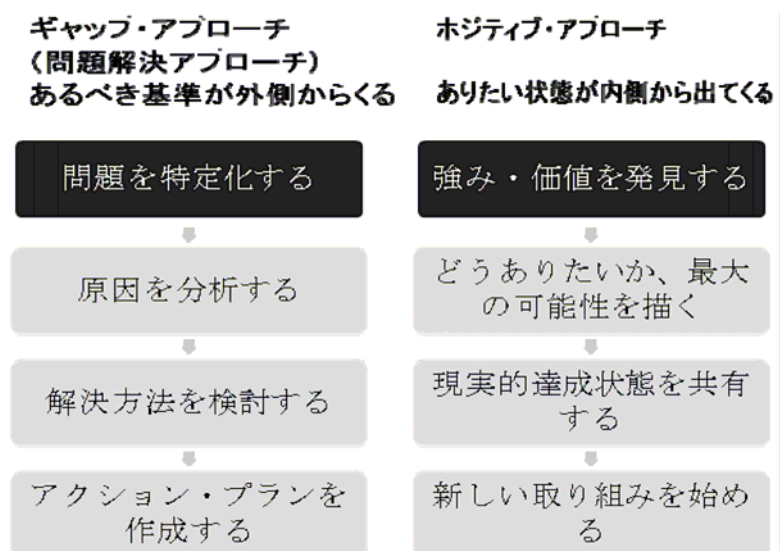 ギャップ・アプローチ
(問題解決アプローチ)
あるべき基準が外側からくる
問題を特定化する
原因を分析する
解決方法を検討する
アクション・プランを
作成する
ホジティブ・アプローチ
ありたい状態が内側から出てくる
強み・価値を発見する
どうありたいか、最大
の可能性を描く
現実的達成状態を共有
する
新しい取り組みを始め
る